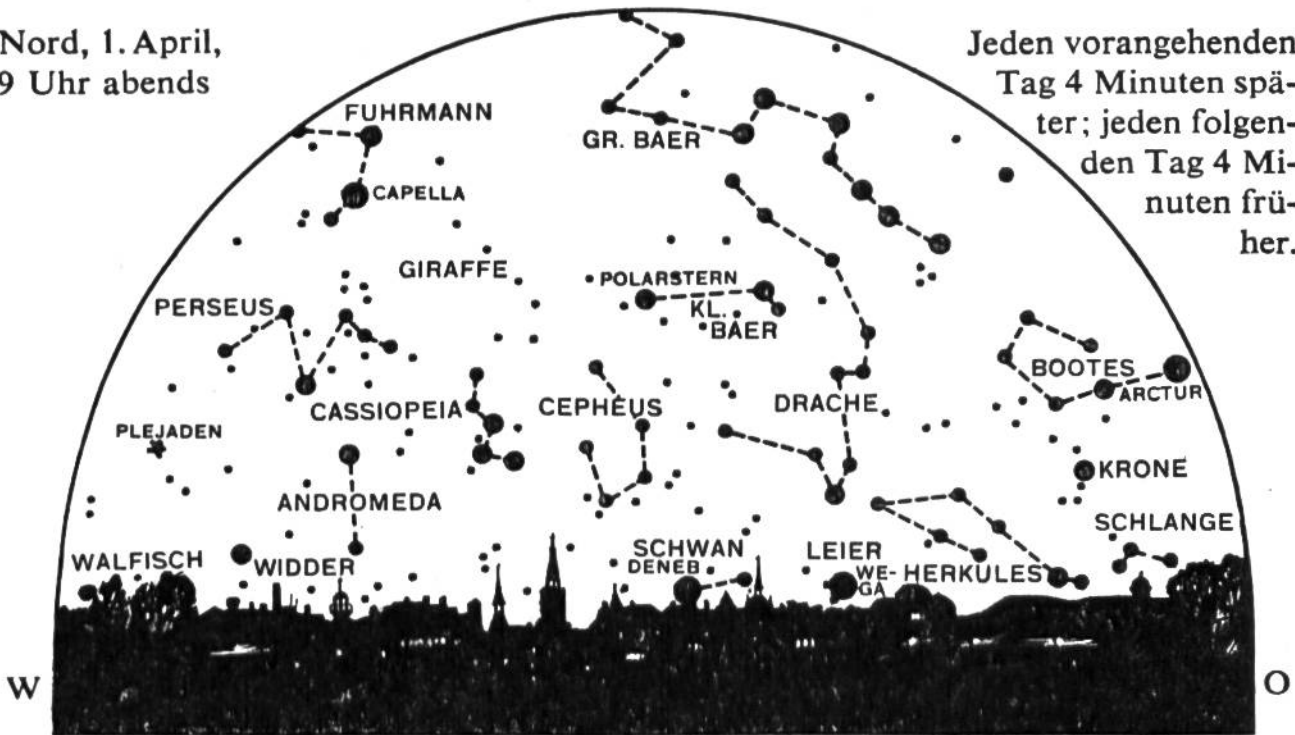 Nord, 1. April,
9 Uhr abends
Jeden vorangehenden
Tag 4 Minuten spä-
ter; jeden folgen-
den Tag 4 Mi-
nuten frü-
her.
FUHRMANN
CAPELLA
GR. BAER
GIRAFFE
POLARSTERN
KL.
BAER
PERSEUS
CASSIOPEIA
CEPHEUS
DRACHE
BOOTES
ARCTUR
PLEJADEN
KRONE
ANDROMEDA
SCHLANGE
WALFISCH
WIDDER
SCHWAN
DENEB
LEIER
WE-
GA
HERKULES
W
O